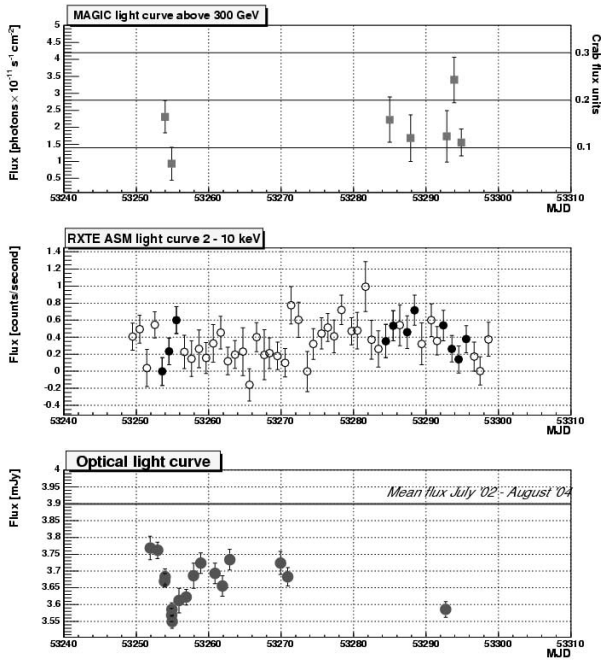 MAGIC light curve above 300 GeV
Flux [photons × 10⁻¹¹ s⁻¹ cm⁻²]
5
4.5
4
3.5
3
2.5
2
1.5
1
0.5
0.3
0.2
0.1
Crab flux units
53240 53250 53260 53270 53280 53290 53300 53310
MJD
RXTE ASM light curve 2 - 10 keV
Flux [counts/second]
1.4
1.2
1
0.8
0.6
0.4
0.2
0
-0.2
-0.4
53240 53250 53260 53270 53280 53290 53300 53310
MJD
Optical light curve
Flux [mJy]
4
3.95
3.9
3.85
3.8
3.75
3.7
3.65
3.6
3.55
Mean flux July '02 - August '04
53240 53250 53260 53270 53280 53290 53300 53310
MJD